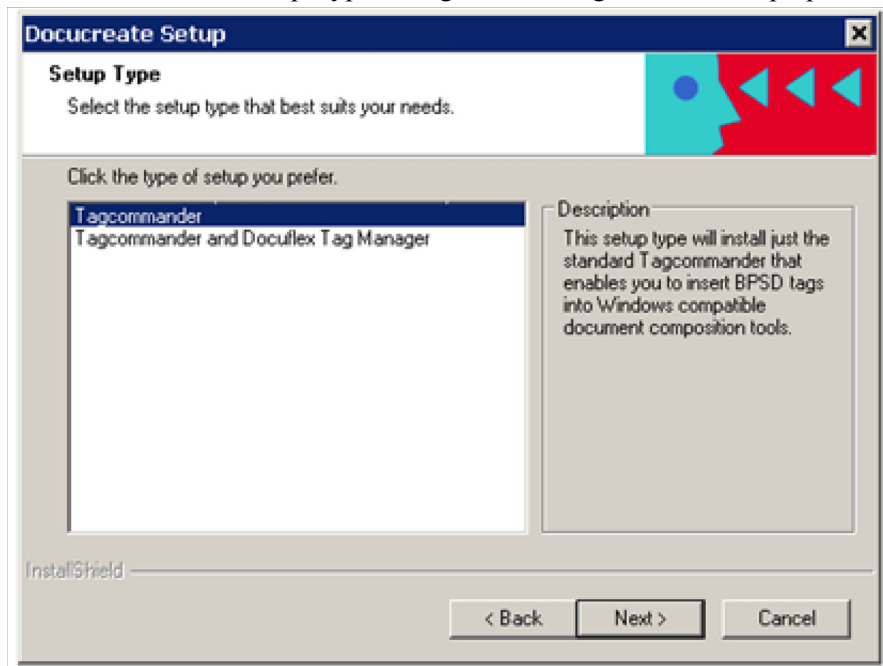 Docucreate Setup
Setup Type
Select the setup type that best suits your needs.
Click the type of setup you prefer.
Tagcommander
Tagcommander and Docuflex Tag Manager
Description
This setup type will install just the
standard Tagcommander that
enables you to insert BPSD tags
into Windows compatible
document composition tools.
InstallShield
< Back
Next >
Cancel